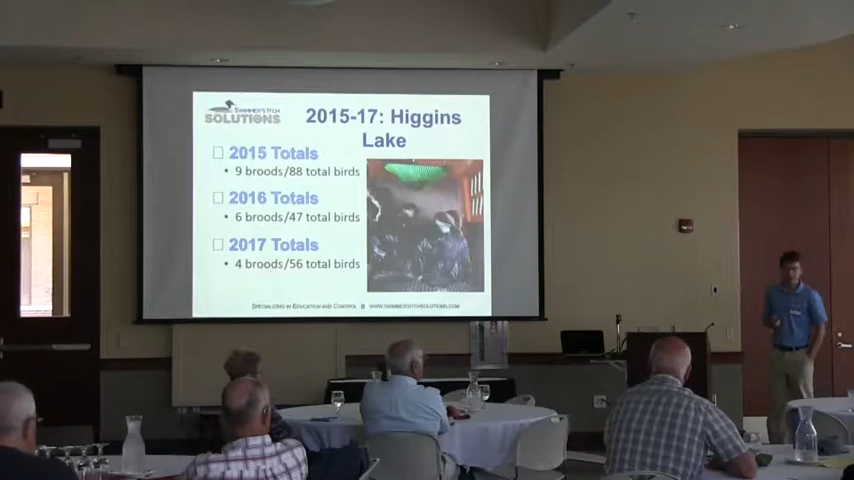 SWIMMER'S ITCH
SOLUTIONS
2015-17: Higgins
Lake
2015 Totals
• 9 broods/88 total birds
2016 Totals
• 6 broods/47 total birds
2017 Totals
• 4 broods/56 total birds
SPECIALIZING IN EDUCATION AND CONTROL
WWW.SWIMMERSITCHSOLUTIONS.COM